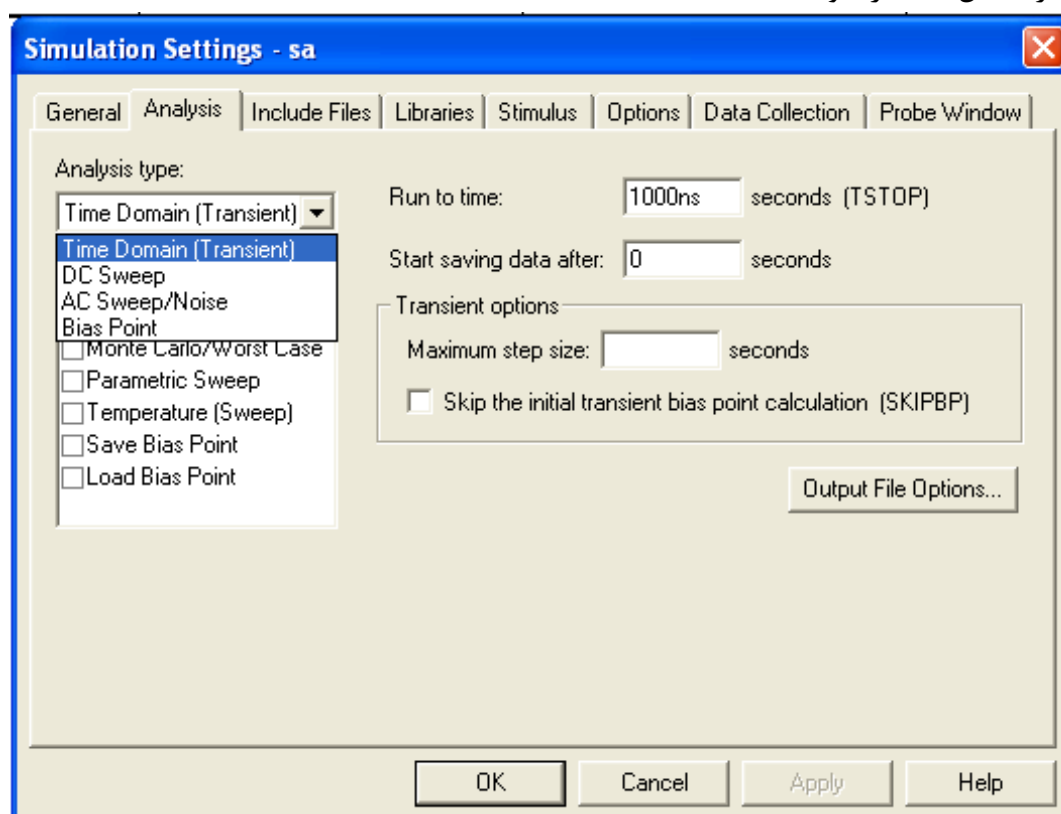 Simulation Settings - sa
General Analysis Include Files Libraries Stimulus Options Data Collection Probe Window
Analysis type:
Time Domain (Transient)
Time Domain (Transient)
DC Sweep
AC Sweep/Noise
Bias Point
Monte Carlo/Worst Case
Parametric Sweep
Temperature (Sweep)
Save Bias Point
Load Bias Point
Run to time: 1000ns seconds (TSTOP)
Start saving data after: 0 seconds
Transient options
Maximum step size: seconds
Skip the initial transient bias point calculation (SKIPBP)
Output File Options...
OK Cancel Apply Help